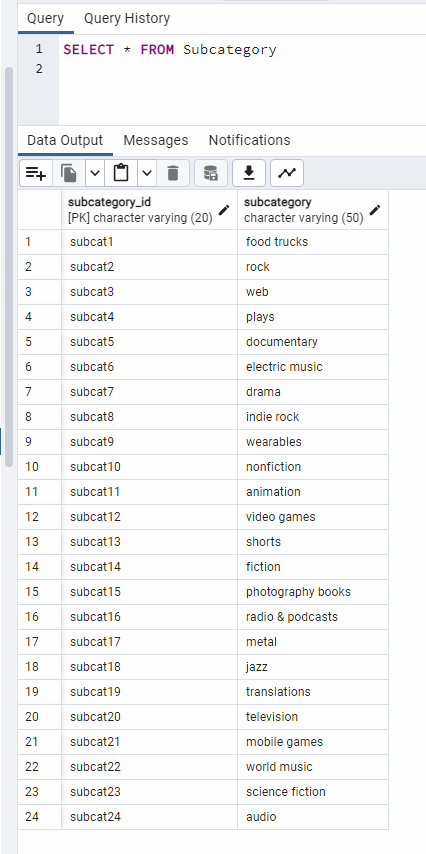 Query Query History
1 SELECT * FROM Subcategory
2
Data Output Messages Notifications
subcategory_id subcategory
[PK] character varying (20) character varying (50)
1 subcat1 food trucks
2 subcat2 rock
3 subcat3 web
4 subcat4 plays
5 subcat5 documentary
6 subcat6 electric music
7 subcat7 drama
8 subcat8 indie rock
9 subcat9 wearables
10 subcat10 nonfiction
11 subcat11 animation
12 subcat12 video games
13 subcat13 shorts
14 subcat14 fiction
15 subcat15 photography books
16 subcat16 radio & podcasts
17 subcat17 metal
18 subcat18 jazz
19 subcat19 translations
20 subcat20 television
21 subcat21 mobile games
22 subcat22 world music
23 subcat23 science fiction
24 subcat24 audio